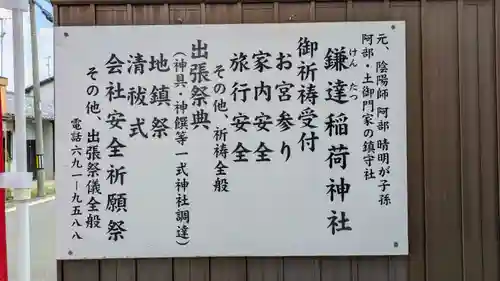 元、陰陽師 阿部 晴明が子孫
阿部・土御門家の鎮守社
鎌達稲荷神社
けんたつ
御祈祷受付
お宮参り
家内安全
旅行安全
その他、祈祷全般
出張祭典
(神具・神饌等一式神社調達)
地鎮祭
清祓式
会社安全祈願祭
その他、出張祭儀全般
電話六九一ー九五八八